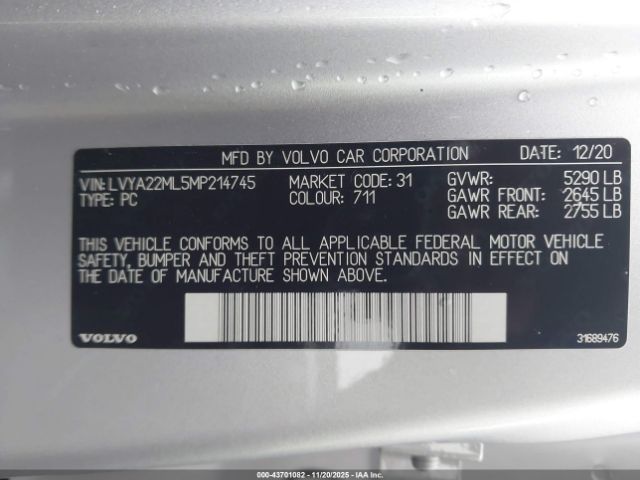 MFD BY VOLVO CAR CORPORATION DATE: 12/20
VIN: LVYA22ML5MP214745 MARKET CODE: 31 GVWR: 5290 LB
TYPE: PC COLOUR: 711 GAWR FRONT: 2645 LB
GAWR REAR: 2755 LB
THIS VEHICLE CONFORMS TO ALL APPLICABLE FEDERAL MOTOR VEHICLE
SAFETY, BUMPER AND THEFT PREVENTION STANDARDS IN EFFECT ON
THE DATE OF MANUFACTURE SHOWN ABOVE.
VOLVO 31689476
000-43701082 - 11/20/2025 - IAA, Inc.